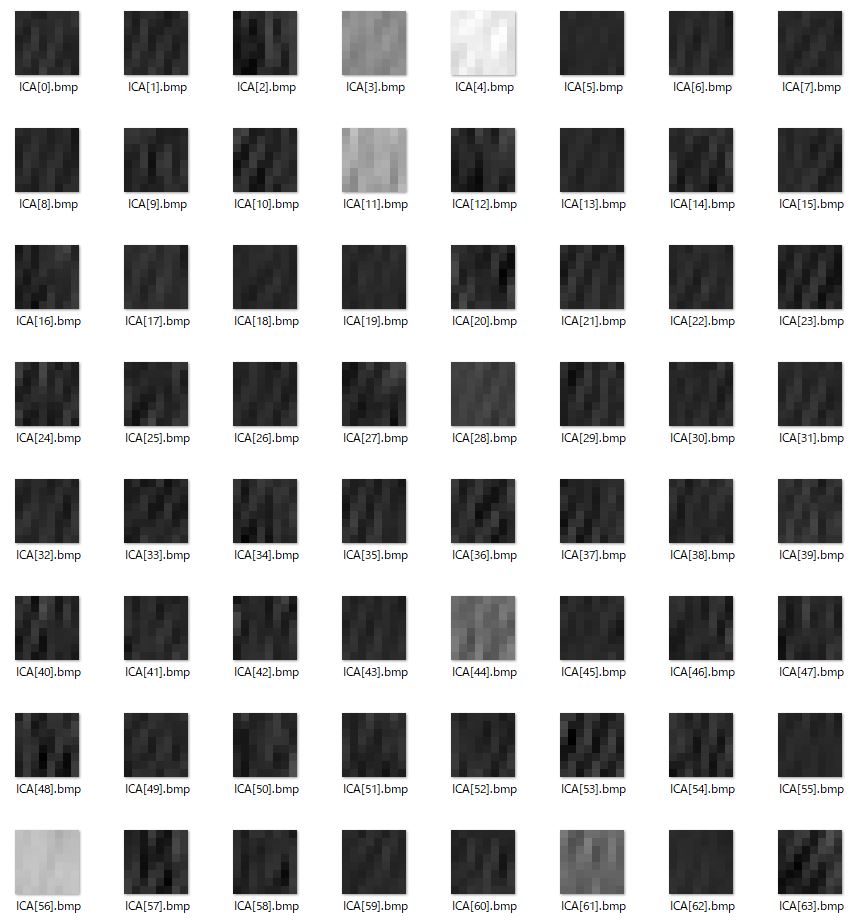 ICA[0].bmp ICA[1].bmp ICA[2].bmp ICA[3].bmp ICA[4].bmp ICA[5].bmp ICA[6].bmp ICA[7].bmp
ICA[8].bmp ICA[9].bmp ICA[10].bmp ICA[11].bmp ICA[12].bmp ICA[13].bmp ICA[14].bmp ICA[15].bmp
ICA[16].bmp ICA[17].bmp ICA[18].bmp ICA[19].bmp ICA[20].bmp ICA[21].bmp ICA[22].bmp ICA[23].bmp
ICA[24].bmp ICA[25].bmp ICA[26].bmp ICA[27].bmp ICA[28].bmp ICA[29].bmp ICA[30].bmp ICA[31].bmp
ICA[32].bmp ICA[33].bmp ICA[34].bmp ICA[35].bmp ICA[36].bmp ICA[37].bmp ICA[38].bmp ICA[39].bmp
ICA[40].bmp ICA[41].bmp ICA[42].bmp ICA[43].bmp ICA[44].bmp ICA[45].bmp ICA[46].bmp ICA[47].bmp
ICA[48].bmp ICA[49].bmp ICA[50].bmp ICA[51].bmp ICA[52].bmp ICA[53].bmp ICA[54].bmp ICA[55].bmp
ICA[56].bmp ICA[57].bmp ICA[58].bmp ICA[59].bmp ICA[60].bmp ICA[61].bmp ICA[62].bmp ICA[63].bmp